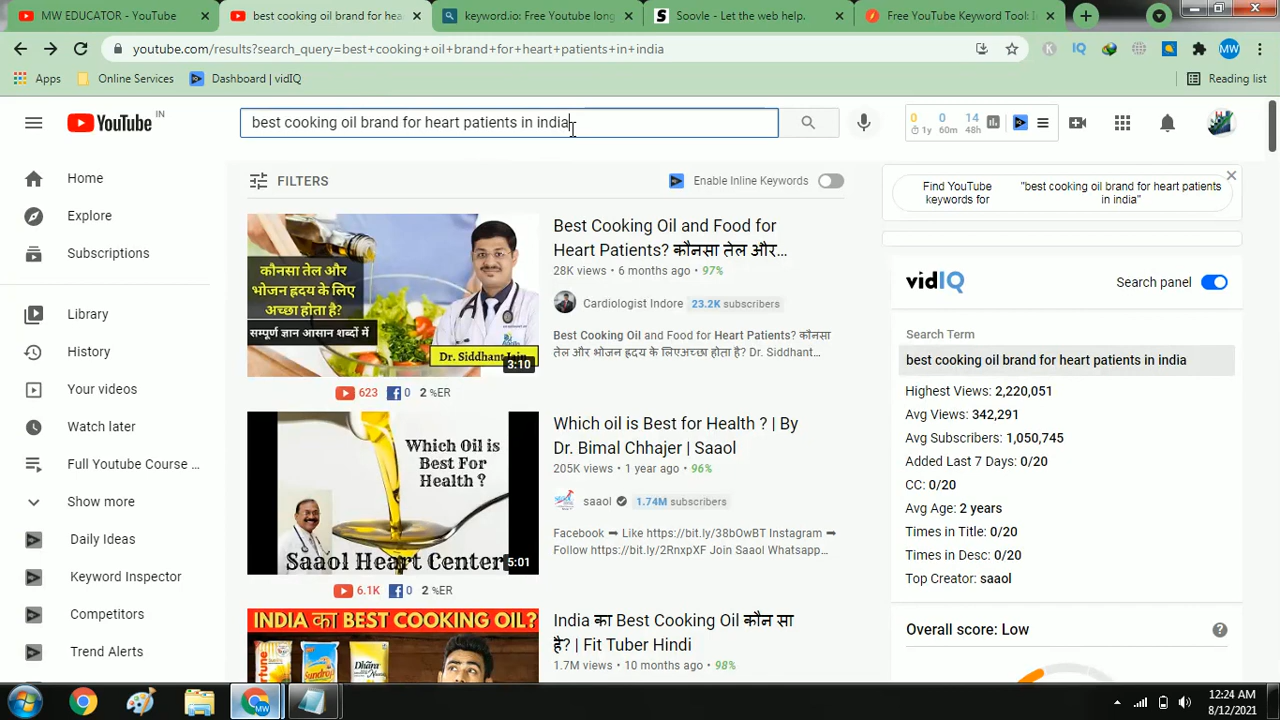 MW EDUCATOR - YouTube
best cooking oil brand for hea
keyword.io: Free Youtube long
Soovle - Let the web help.
Free YouTube Keyword Tool: In
youtube.com/results?search_query=best+cooking+oil+brand+for+heart+patients+in+india
Apps
Online Services
Dashboard | vidIQ
Reading list
YouTube IN
best cooking oil brand for heart patients in india
0 0 14
1y 60m 48h
Home
Explore
Subscriptions
Library
History
Your videos
Watch later
Full Youtube Course ...
Show more
Daily Ideas
Keyword Inspector
Competitors
Trend Alerts
FILTERS
Enable Inline Keywords
कौनसा तेल और
भोजन ह्रदय के लिए
अच्छा होता है?
सम्पूर्ण ज्ञान आसान शब्दों में
Dr. Siddhant Jain
3:10
Best Cooking Oil and Food for
Heart Patients? कौनसा तेल और...
28K views • 6 months ago • 97%
Cardiologist Indore 23.2K subscribers
Best Cooking Oil and Food for Heart Patients? कौनसा
तेल और भोजन ह्रदय के लिएअच्छा होता है? Dr. Siddhant...
623 0 2 %ER
Which Oil is
Best For
Health ?
Saaol Heart Center
5:01
Which oil is Best for Health ? | By
Dr. Bimal Chhajer | Saaol
205K views • 1 year ago • 96%
saaol 1.74M subscribers
Facebook ➡ Like https://bit.ly/38bOwBT Instagram ➡
Follow https://bit.ly/2RnxpXF Join Saaol Whatsapp...
6.1K 0 2 %ER
INDIA का BEST COOKING OIL?
Sundrop
Dhara
India का Best Cooking Oil कौन सा
है? | Fit Tuber Hindi
1.7M views • 10 months ago • 98%
Find YouTube keywords for
"best cooking oil brand for heart patients in india"
vidIQ
Search panel
Search Term
best cooking oil brand for heart patients in india
Highest Views: 2,220,051
Avg Views: 342,291
Avg Subscribers: 1,050,745
Added Last 7 Days: 0/20
CC: 0/20
Avg Age: 2 years
Times in Title: 0/20
Times in Desc: 0/20
Top Creator: saaol
Overall score: Low
12:24 AM
8/12/2021